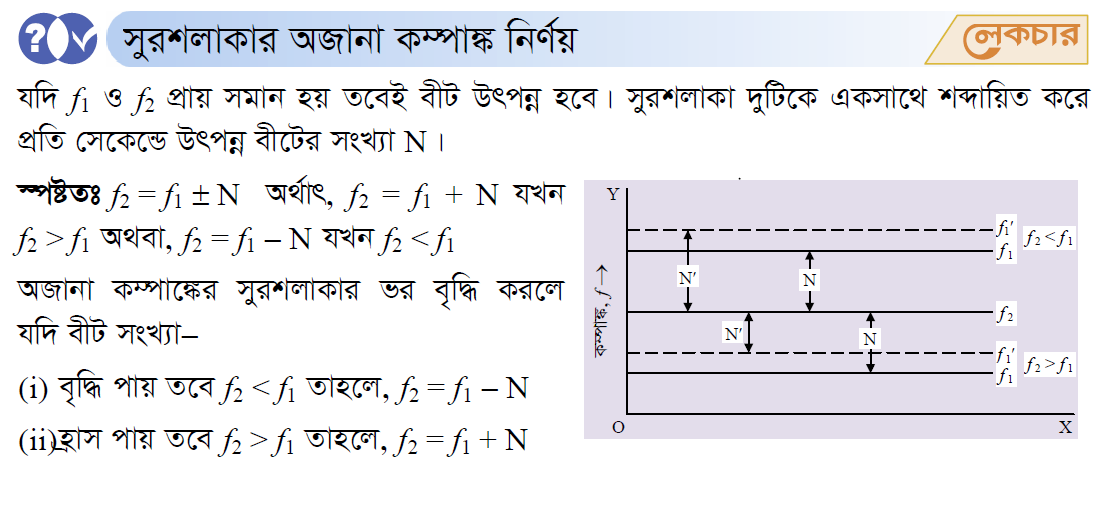 সুরশলাকার অজানা কম্পাঙ্ক নির্ণয়
লেকচার
যদি f₁ ও f₂ প্রায় সমান হয় তবেই বীট উৎপন্ন হবে। সুরশলাকা দুটিকে একসাথে শব্দায়িত করে
প্রতি সেকেন্ডে উৎপন্ন বীটের সংখ্যা N ।
স্পষ্টতঃ f₂ = f₁ ± N অর্থাৎ, f₂ = f₁ + N যখন
f₂ > f₁ অথবা, f₂ = f₁ – N যখন f₂ < f₁
অজানা কম্পাঙ্কের সুরশলাকার ভর বৃদ্ধি করলে
যদি বীট সংখ্যা–
(i) বৃদ্ধি পায় তবে f₂ < f₁ তাহলে, f₂ = f₁ – N
(ii) হ্রাস পায় তবে f₂ > f₁ তাহলে, f₂ = f₁ + N
Y
f₁′
f₁
f₂ < f₁
N′
N
কম্পাঙ্ক, f →
f₂
N′
N
f₁′
f₁
f₂ > f₁
O
X